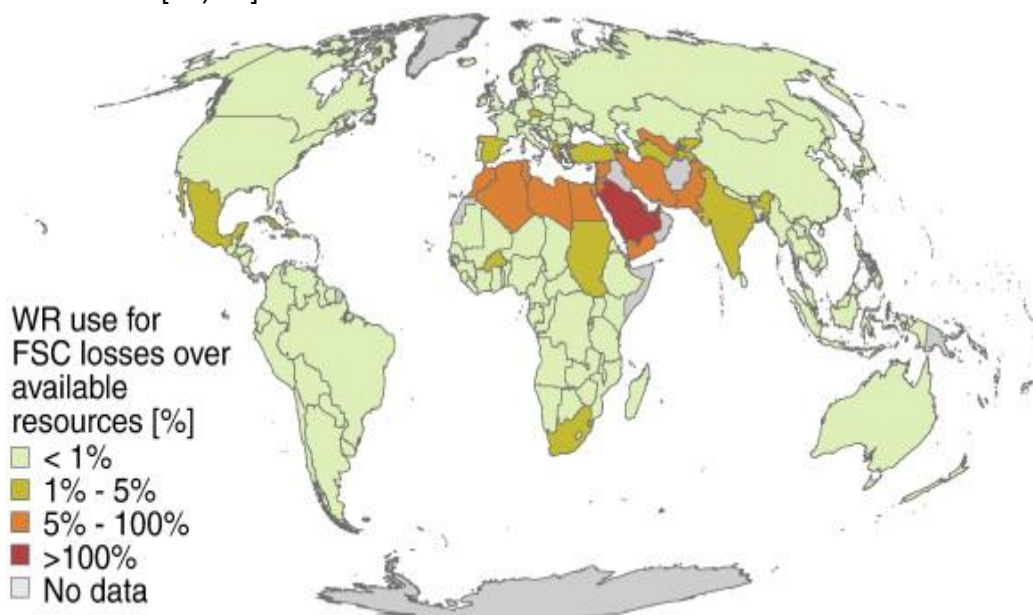 WR use for
FSC losses over
available
resources [%]
< 1%
1% - 5%
5% - 100%
>100%
No data